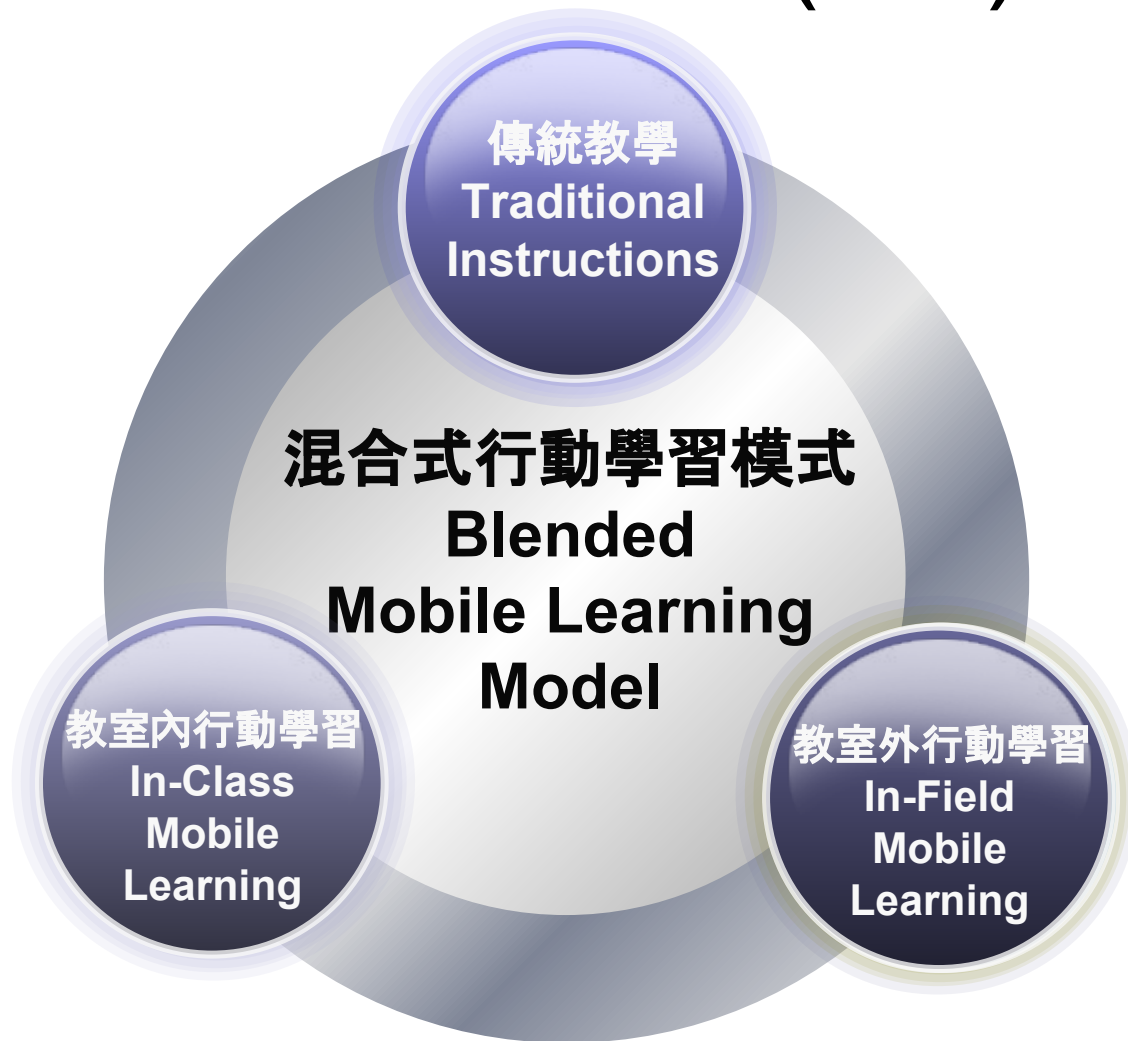 傳統教學
Traditional
Instructions
混合式行動學習模式
Blended
Mobile Learning
Model
教室內行動學習
In-Class
Mobile
Learning
教室外行動學習
In-Field
Mobile
Learning